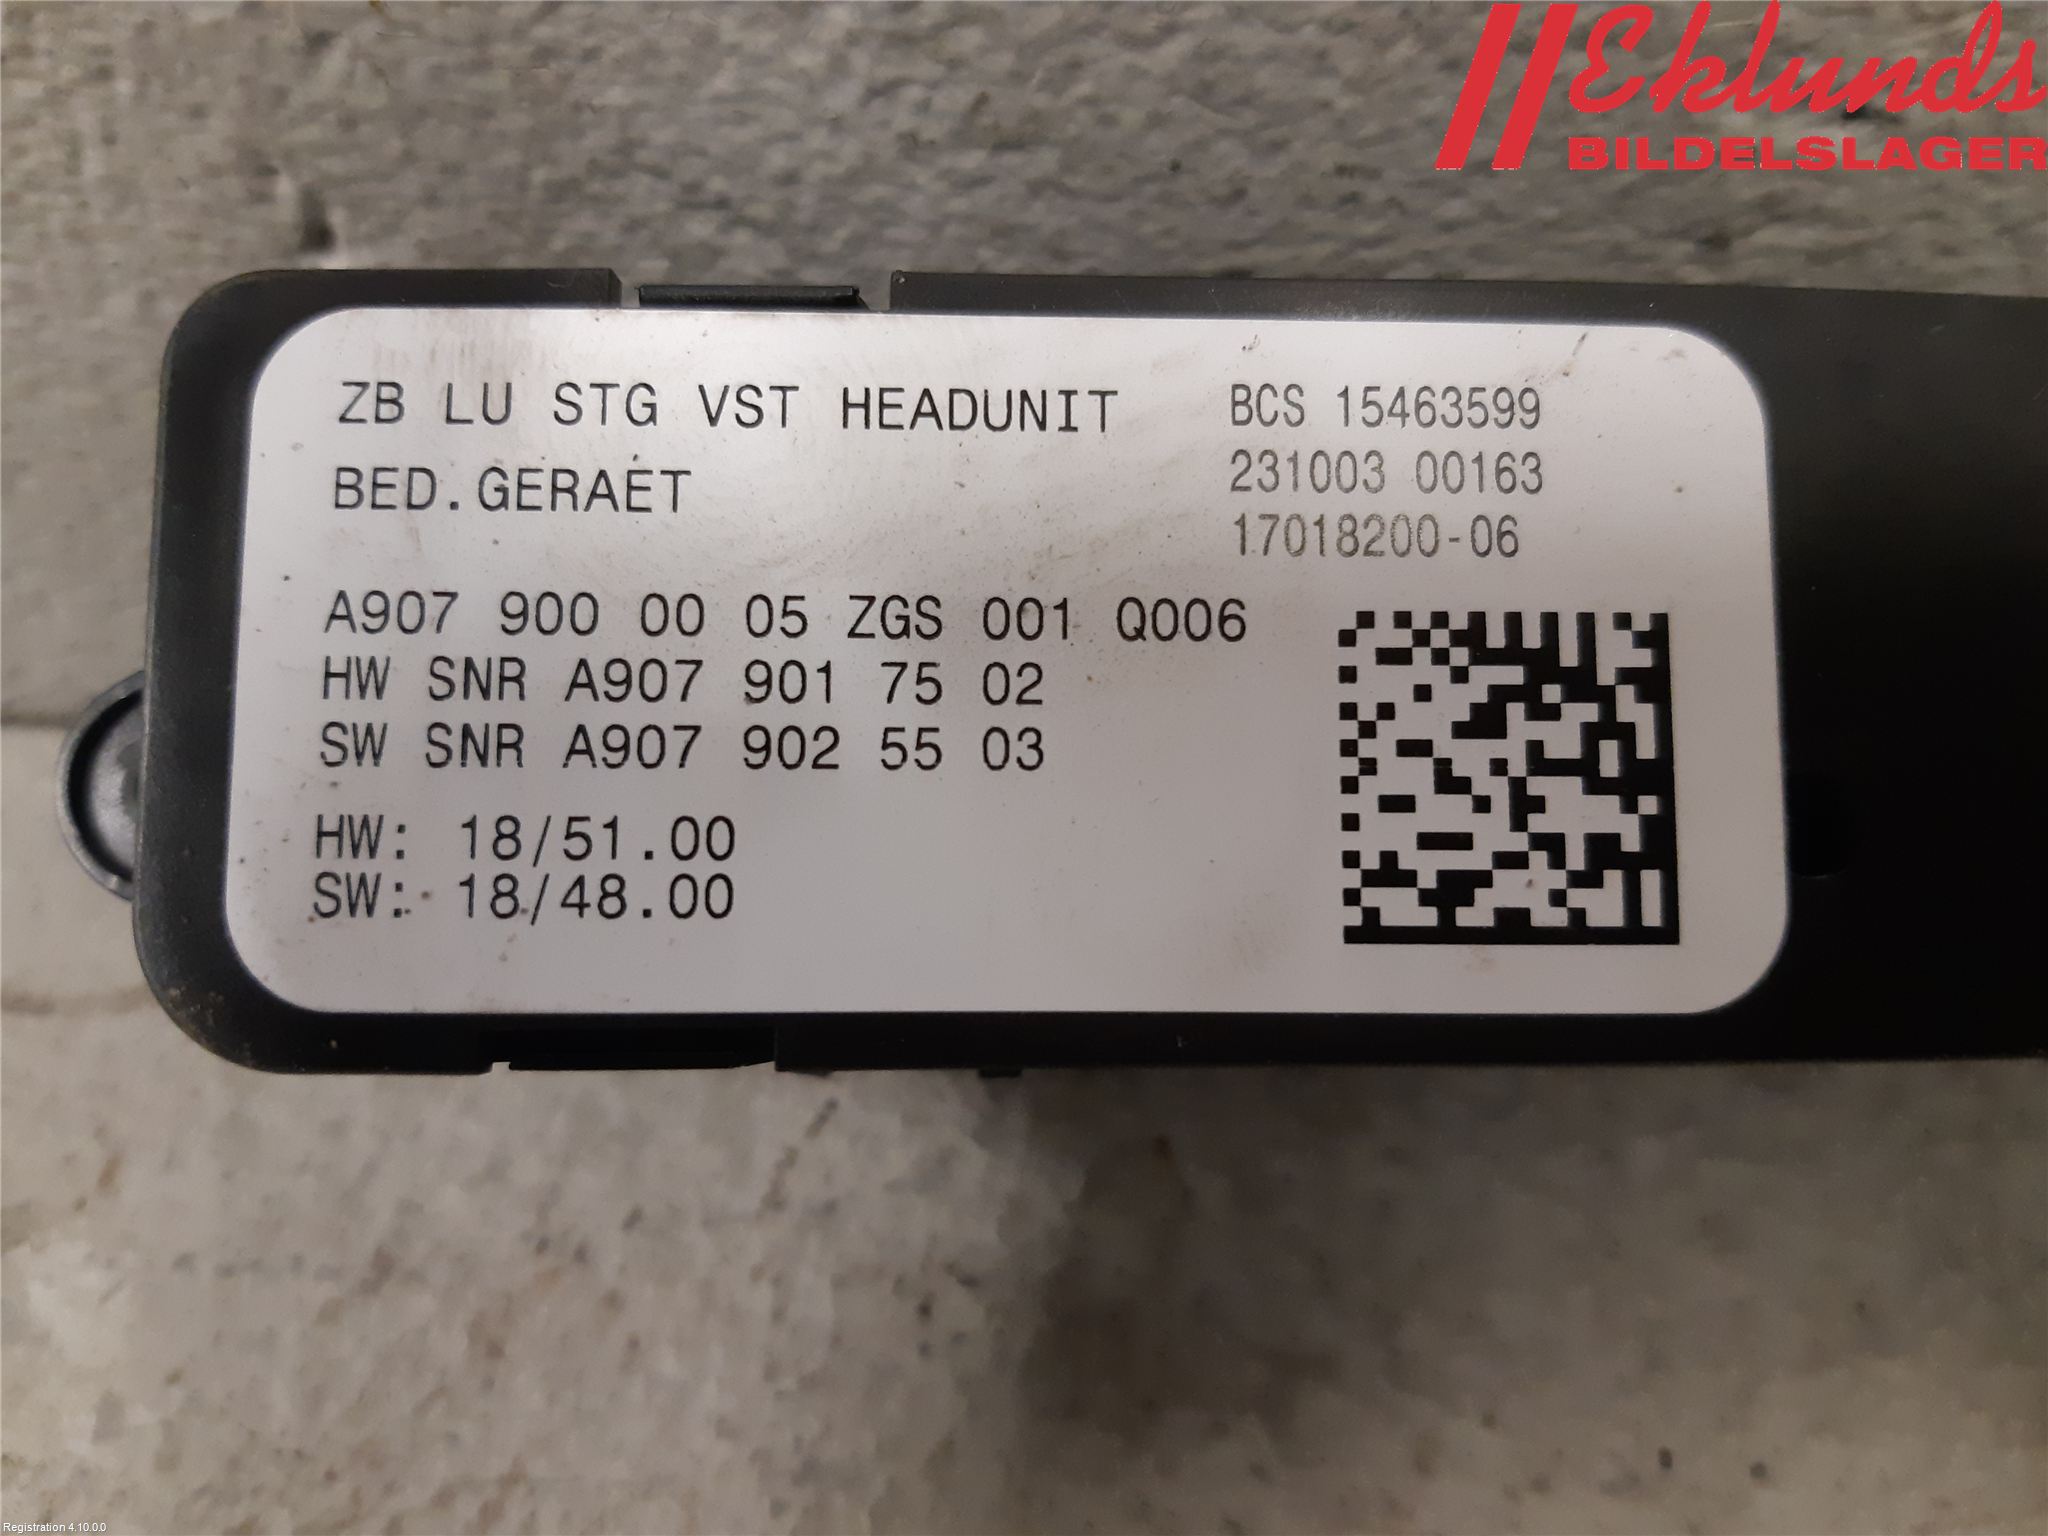 Eklunds
BILDELSLAGER
ZB LU STG VST HEADUNIT
BED.GERAET
BCS 15463599
231003 00163
17018200-06
A907 900 00 05 ZGS 001 Q006
HW SNR A907 901 75 02
SW SNR A907 902 55 03
HW: 18/51.00
SW: 18/48.00
Registration 4.10.0.0